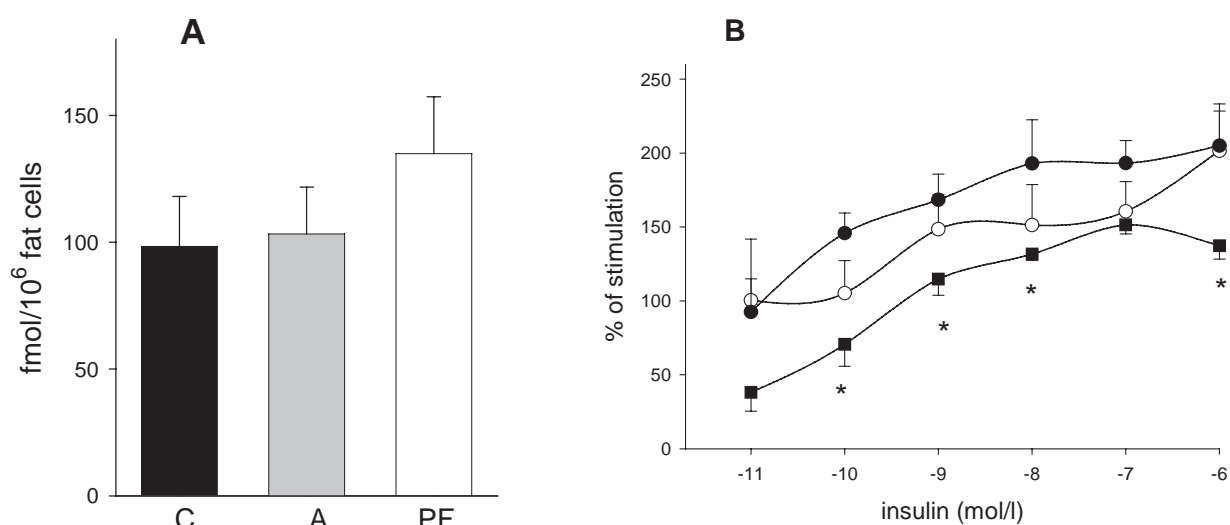 A
150
100
50
0
fmol/10⁶ fat cells
C A PF
B
250
200
150
100
50
0
% of stimulation
* * * *
-11 -10 -9 -8 -7 -6
insulin (mol/l)